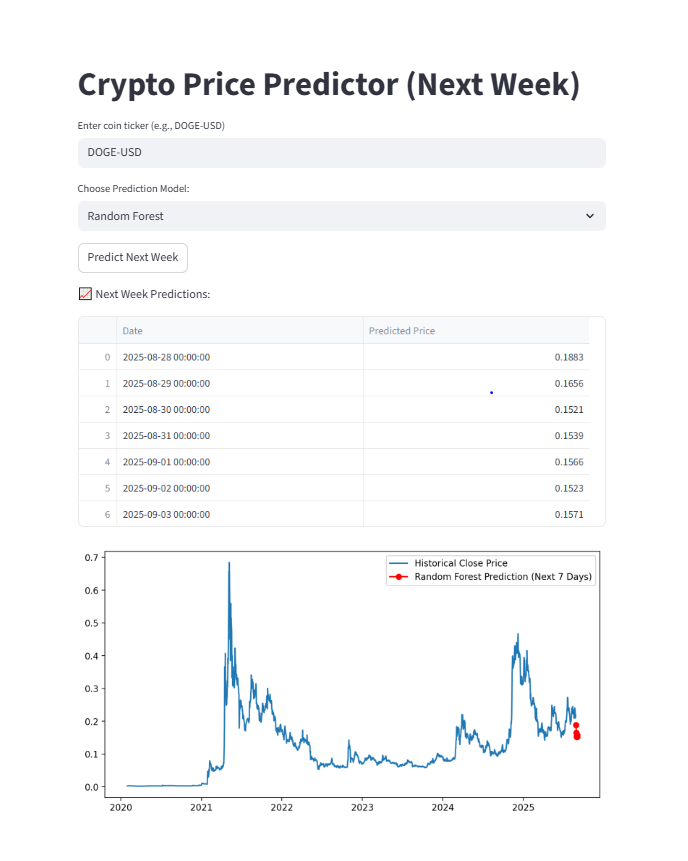 Crypto Price Predictor (Next Week)
Enter coin ticker (e.g., DOGE-USD)
DOGE-USD
Choose Prediction Model:
Random Forest
Predict Next Week
Next Week Predictions:
Date Predicted Price
0 2025-08-28 00:00:00 0.1883
1 2025-08-29 00:00:00 0.1656
2 2025-08-30 00:00:00 0.1521
3 2025-08-31 00:00:00 0.1539
4 2025-09-01 00:00:00 0.1566
5 2025-09-02 00:00:00 0.1523
6 2025-09-03 00:00:00 0.1571
Historical Close Price
Random Forest Prediction (Next 7 Days)
0.7
0.6
0.5
0.4
0.3
0.2
0.1
0.0
2020 2021 2022 2023 2024 2025